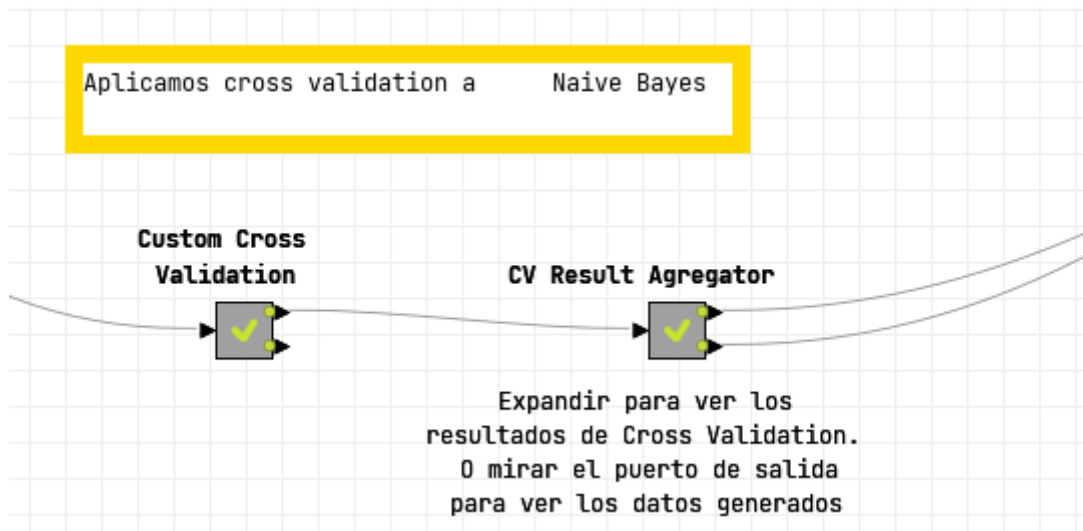 Aplicamos cross validation a Naive Bayes
Custom Cross
Validation
CV Result Agregator
Expandir para ver los
resultados de Cross Validation.
O mirar el puerto de salida
para ver los datos generados